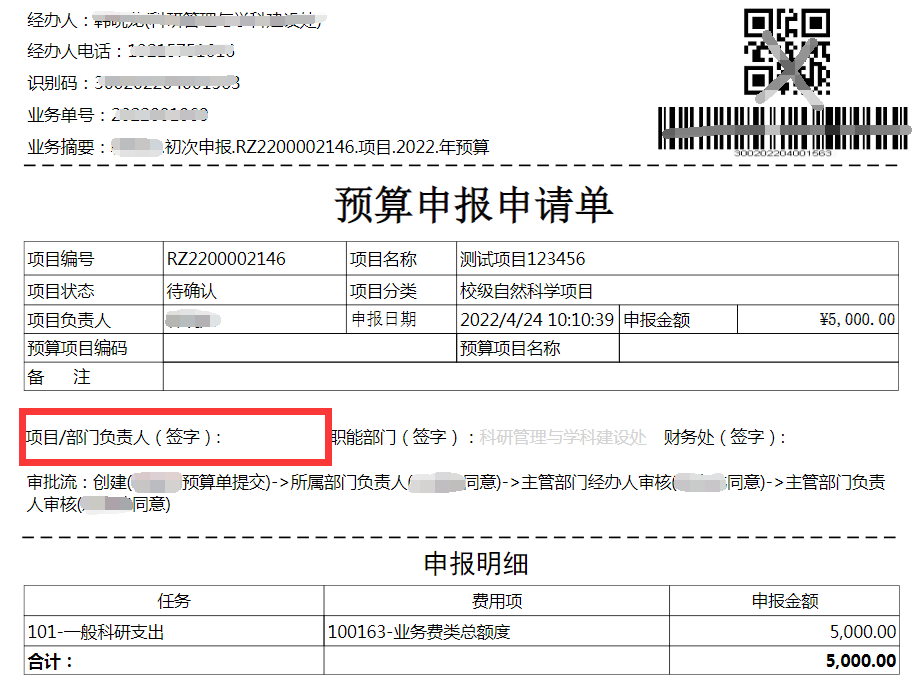 经办人：(科研管理与学科建设处)
经办人电话：
识别码：
业务单号：
业务摘要：.初次申报.RZ2200002146.项目.2022.年预算
3002022204001563
预算申报申请单
项目编号 RZ2200002146 项目名称 测试项目123456
项目状态 待确认 项目分类 校级自然科学项目
项目负责人 申报日期 2022/4/24 10:10:39 申报金额 ¥5,000.00
预算项目编码 预算项目名称
备 注
项目/部门负责人（签字）: 职能部门（签字）：科研管理与学科建设处 财务处（签字）:
审批流：创建(预算单提交)->所属部门负责人(同意)->主管部门经办人审核(同意)->主管部门负责
人审核(同意)
申报明细
任务 费用项 申报金额
101-一般科研支出 100163-业务费类总额度 5,000.00
合计： 5,000.00